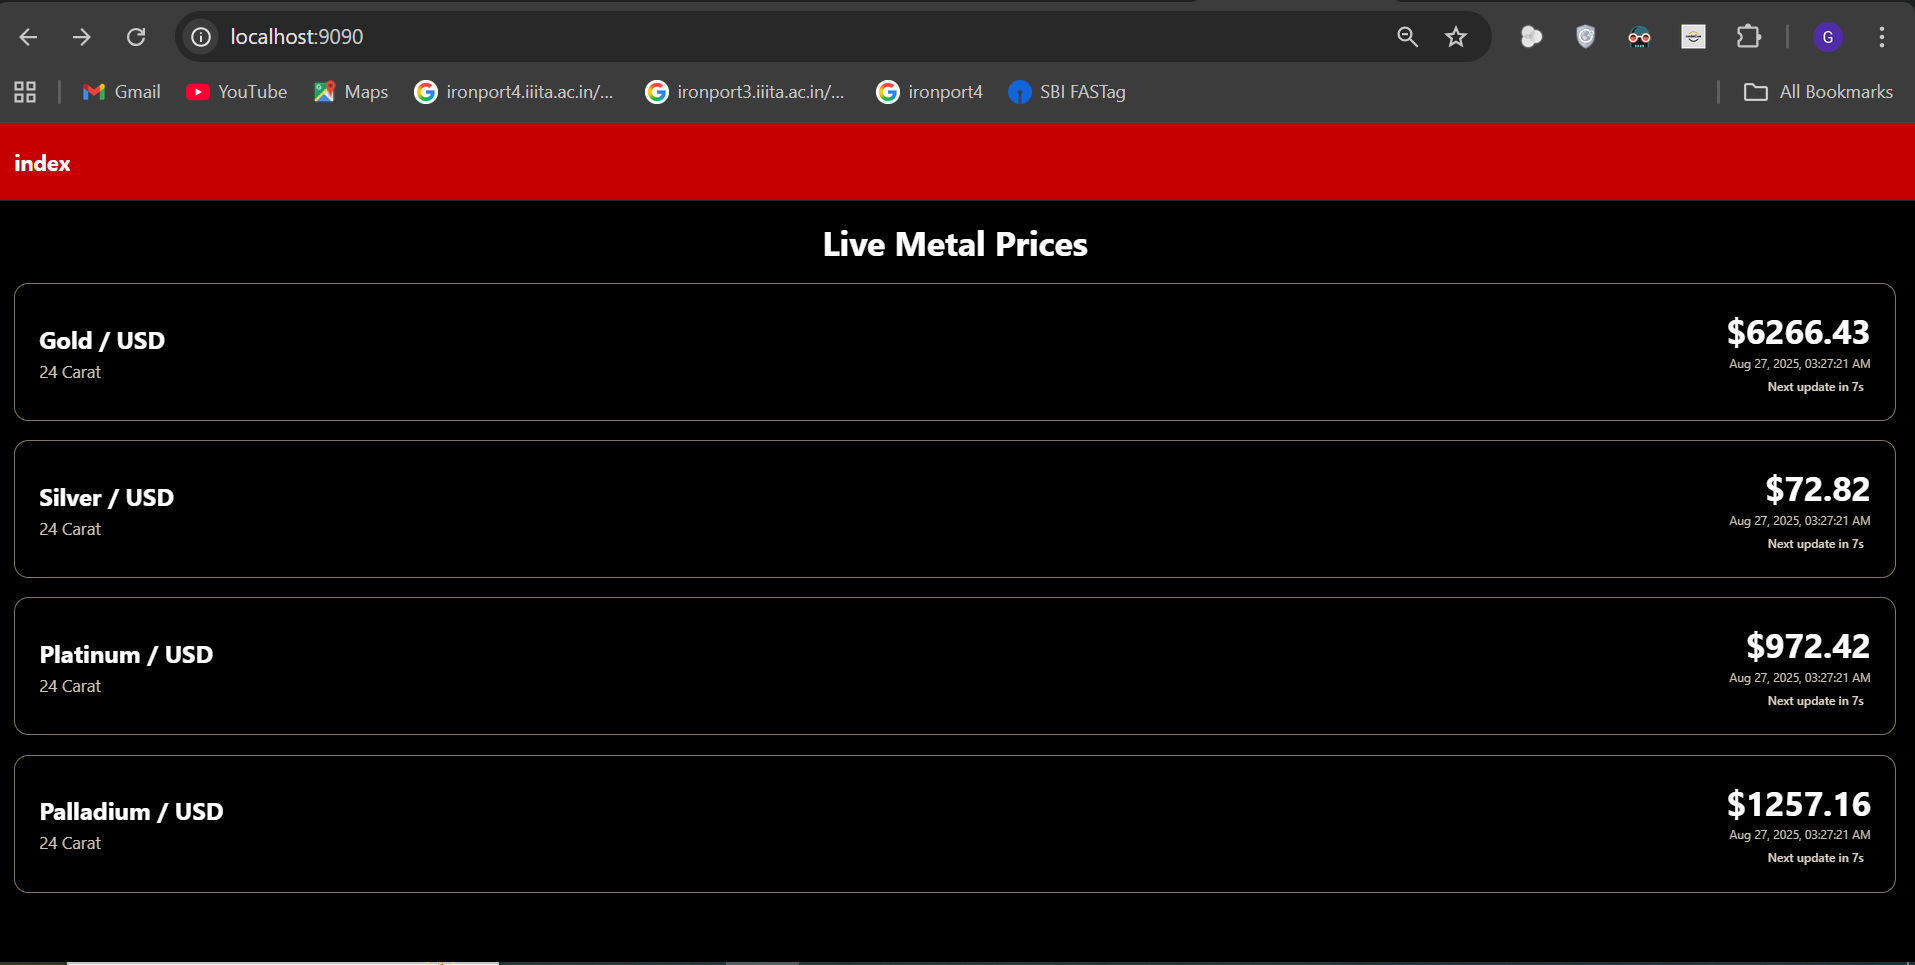 localhost:9090
G
Gmail
YouTube
Maps
ironport4.iiita.ac.in/...
ironport3.iiita.ac.in/...
ironport4
SBI FASTag
All Bookmarks
index
Live Metal Prices
Gold / USD
24 Carat
$6266.43
Aug 27, 2025, 03:27:21 AM
Next update in 7s
Silver / USD
24 Carat
$72.82
Aug 27, 2025, 03:27:21 AM
Next update in 7s
Platinum / USD
24 Carat
$972.42
Aug 27, 2025, 03:27:21 AM
Next update in 7s
Palladium / USD
24 Carat
$1257.16
Aug 27, 2025, 03:27:21 AM
Next update in 7s